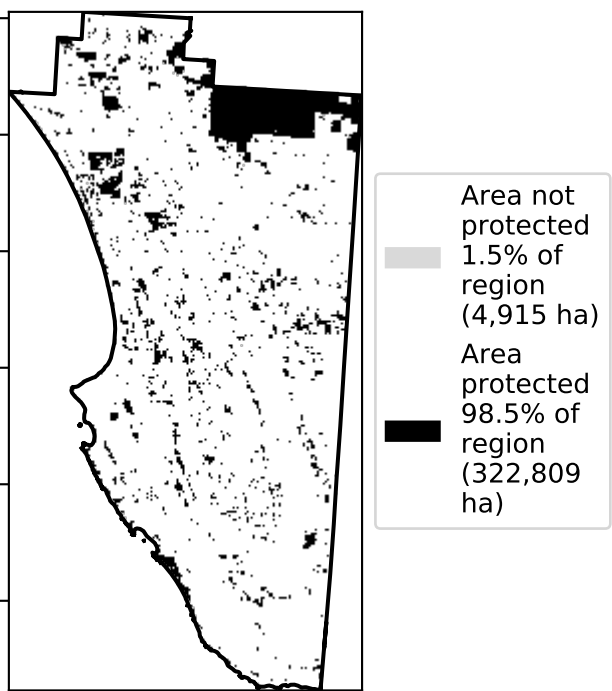 Area not
protected
1.5% of
region
(4,915 ha)
Area
protected
98.5% of
region
(322,809
ha)